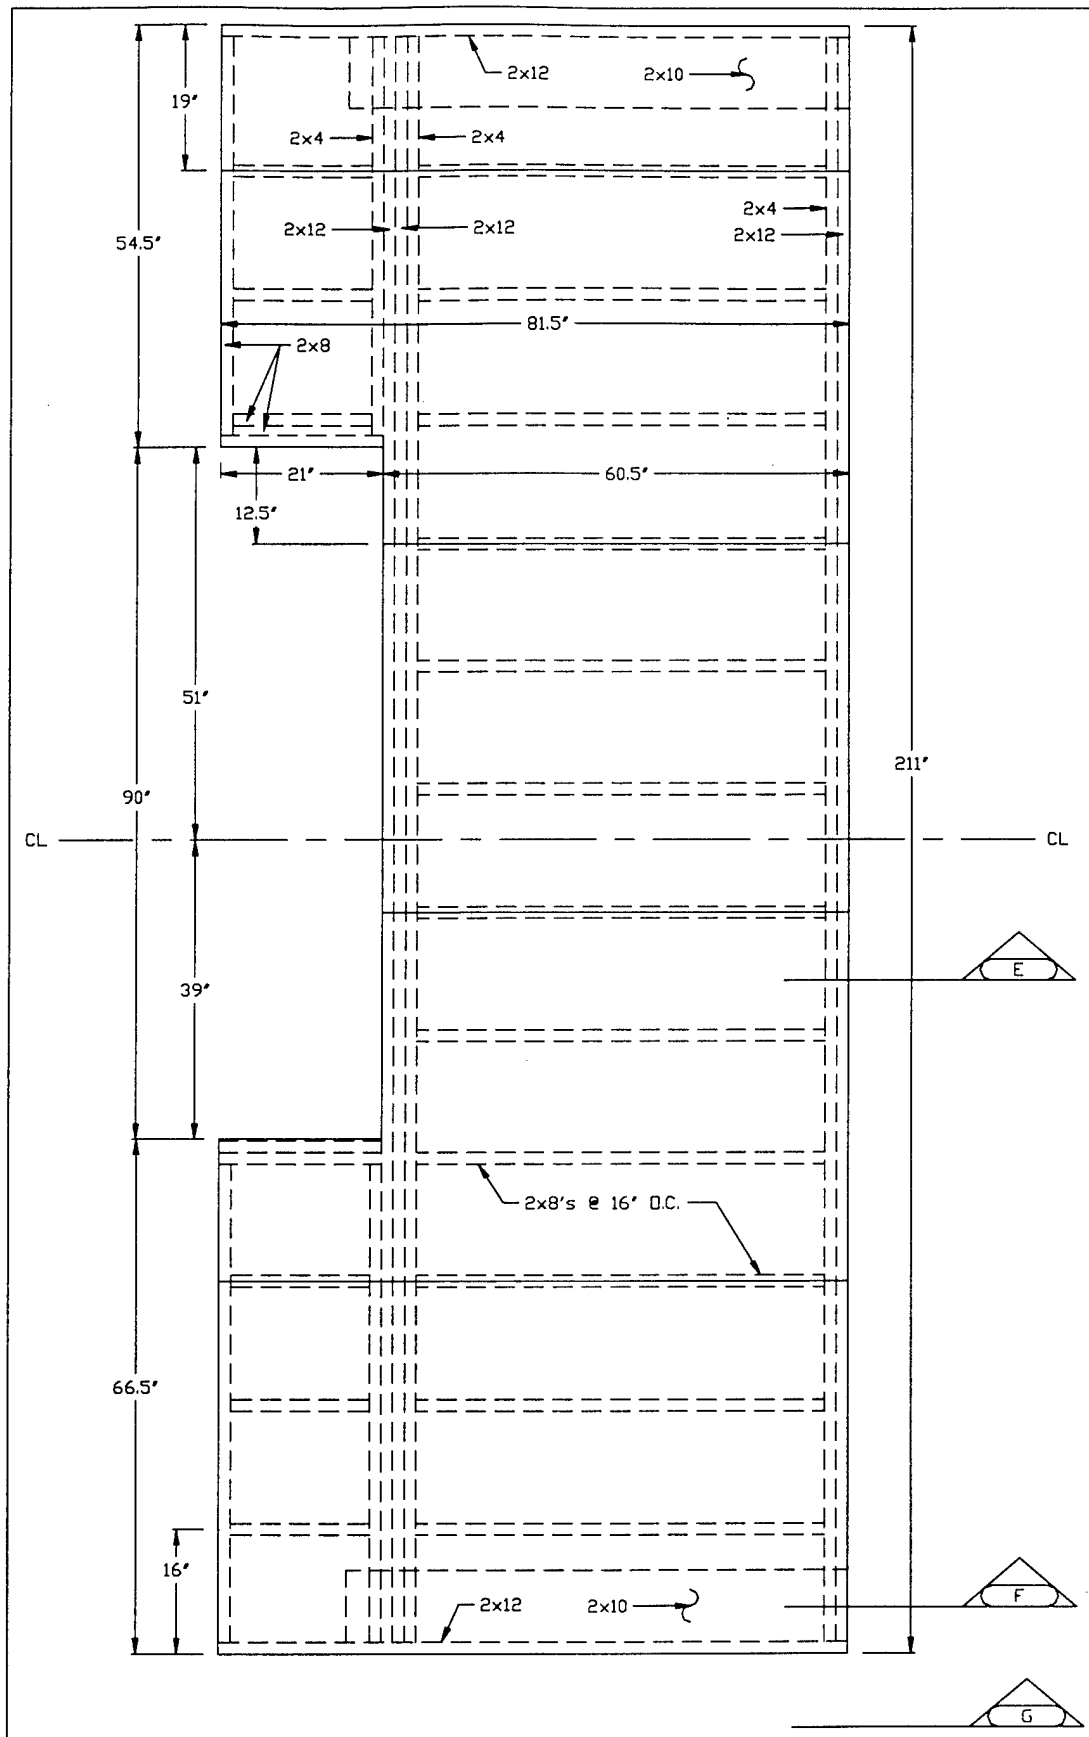 2x12 2x10
19"
2x4 2x4
2x4
2x12 2x12
2x12
54.5"
81.5"
2x8
21" 60.5"
12.5"
51"
211"
90"
CL CL
E
39"
2x8's @ 16" O.C.
66.5"
16"
F
2x12 2x10
G